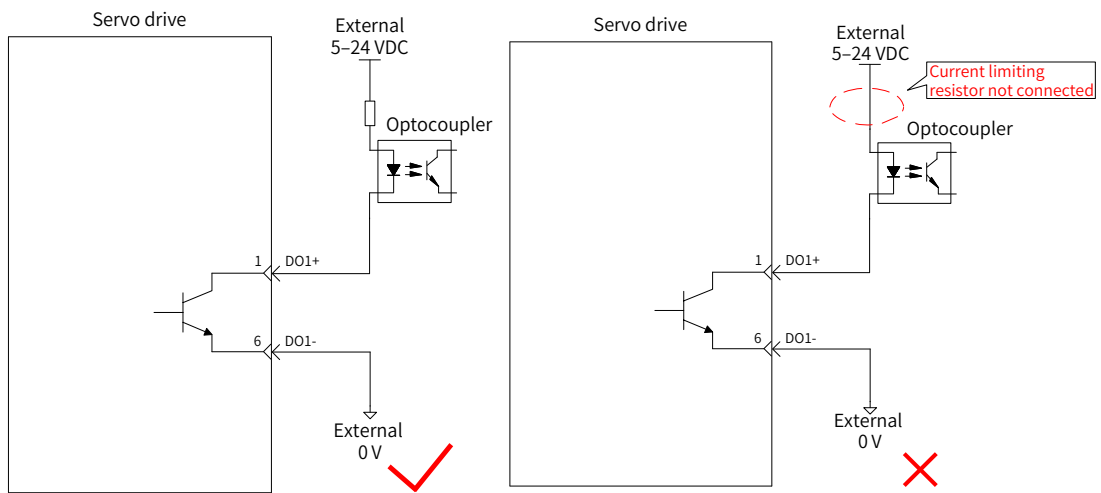 Servo drive
External
5–24 VDC
Optocoupler
1
DO1+
6
DO1-
External
0 V
Servo drive
External
5–24 VDC
Current limiting
resistor not connected
Optocoupler
1
DO1+
6
DO1-
External
0 V